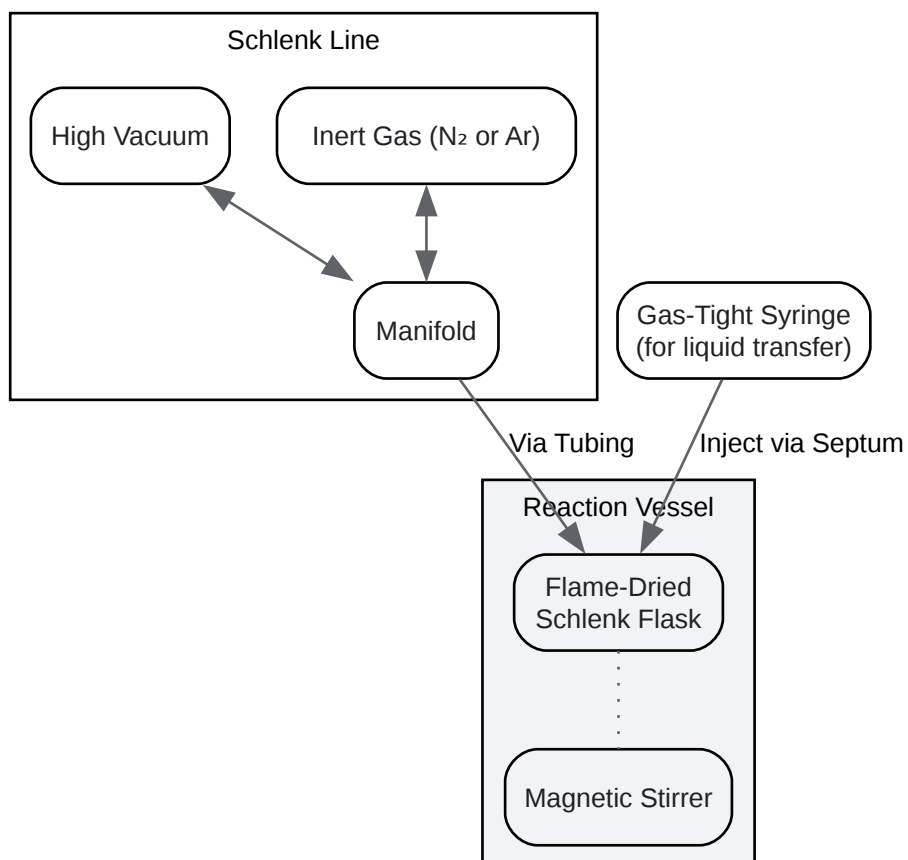 Schlenk Line
High Vacuum
Inert Gas (N₂ or Ar)
Manifold
Gas-Tight Syringe
(for liquid transfer)
Via Tubing
Inject via Septum
Reaction Vessel
Flame-Dried
Schlenk Flask
Magnetic Stirrer